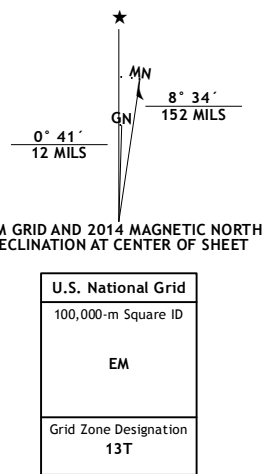 ★
MN
GN
8° 34´
152 MILS
0° 41´
12 MILS
M GRID AND 2014 MAGNETIC NORTH
ECLINATION AT CENTER OF SHEET
U.S. National Grid
100,000-m Square ID
EM
Grid Zone Designation
13T